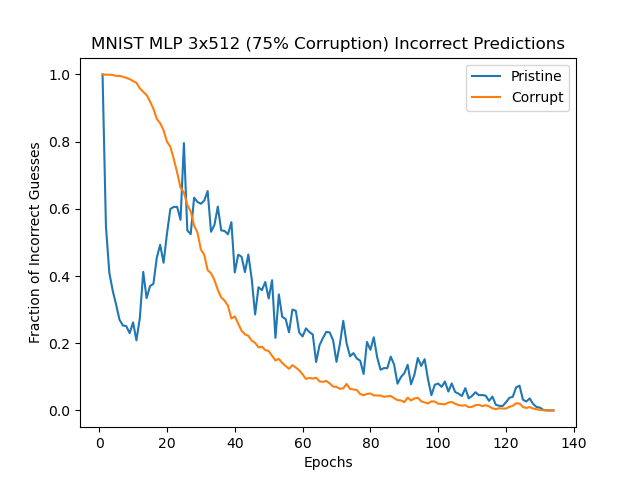 MNIST MLP 3x512 (75% Corruption) Incorrect Predictions
Pristine
Corrupt
Fraction of Incorrect Guesses
1.0
0.8
0.6
0.4
0.2
0.0
0 20 40 60 80 100 120 140
Epochs